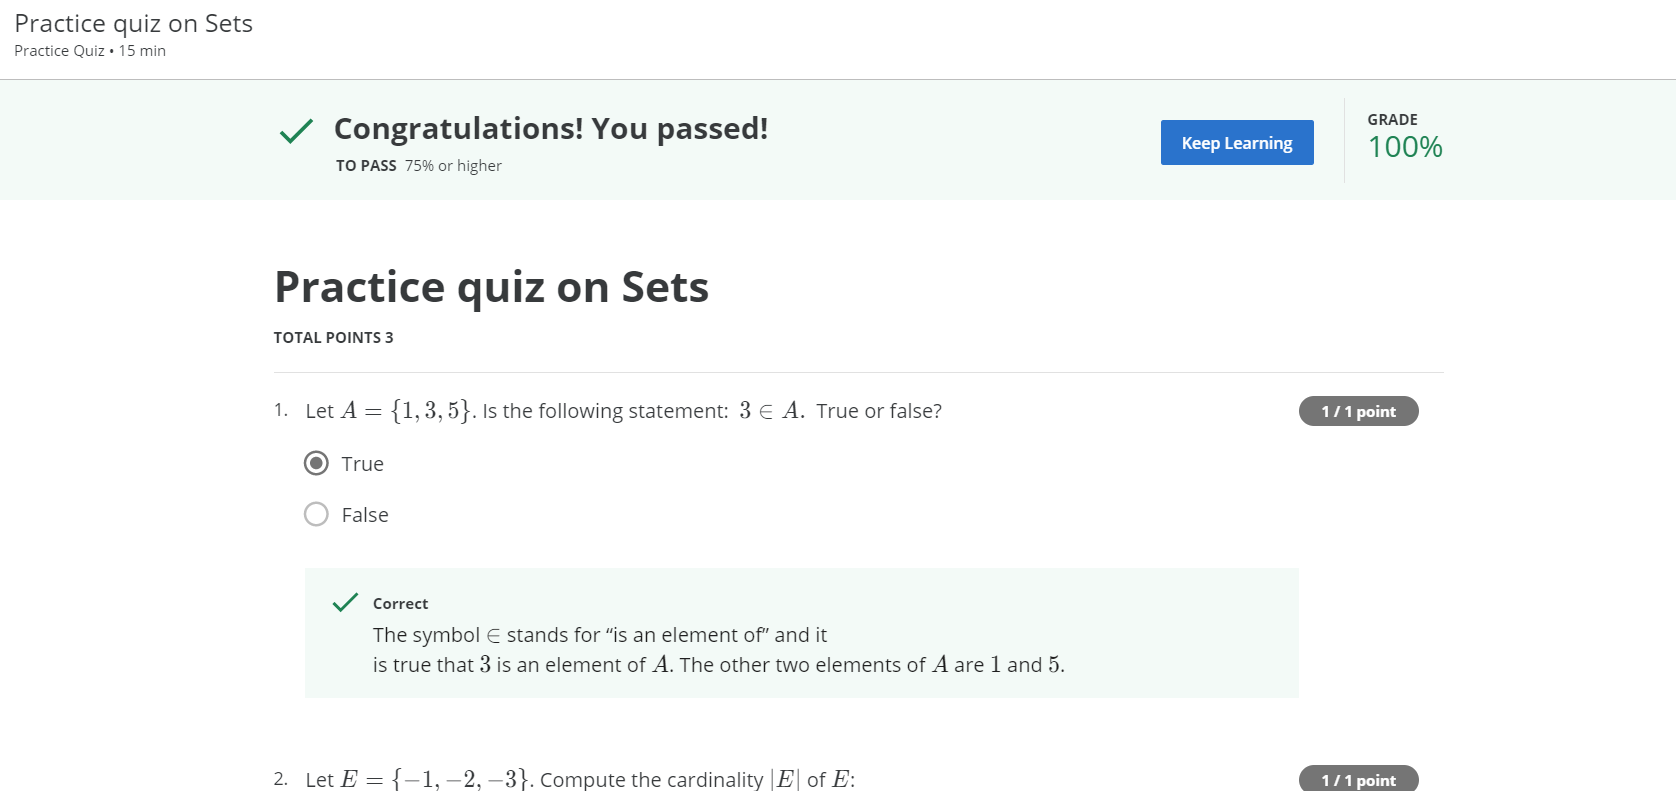 Practice quiz on Sets
Practice Quiz • 15 min
Congratulations! You passed!
TO PASS 75% or higher
Keep Learning
GRADE
100%
Practice quiz on Sets
TOTAL POINTS 3
1. Let A = {1, 3, 5}. Is the following statement: 3 ∈ A. True or false?
1 / 1 point
True
False
Correct
The symbol ∈ stands for “is an element of” and it
is true that 3 is an element of A. The other two elements of A are 1 and 5.
2. Let E = {−1, −2, −3}. Compute the cardinality |E| of E:
1 / 1 point